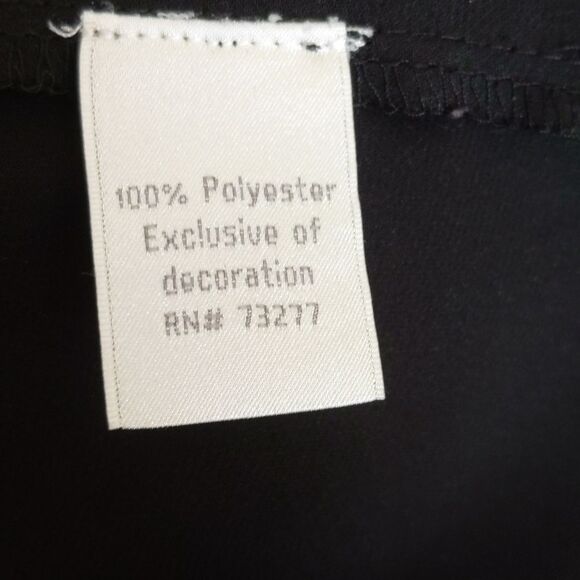 100% Polyester
Exclusive of
decoration
RN# 73277